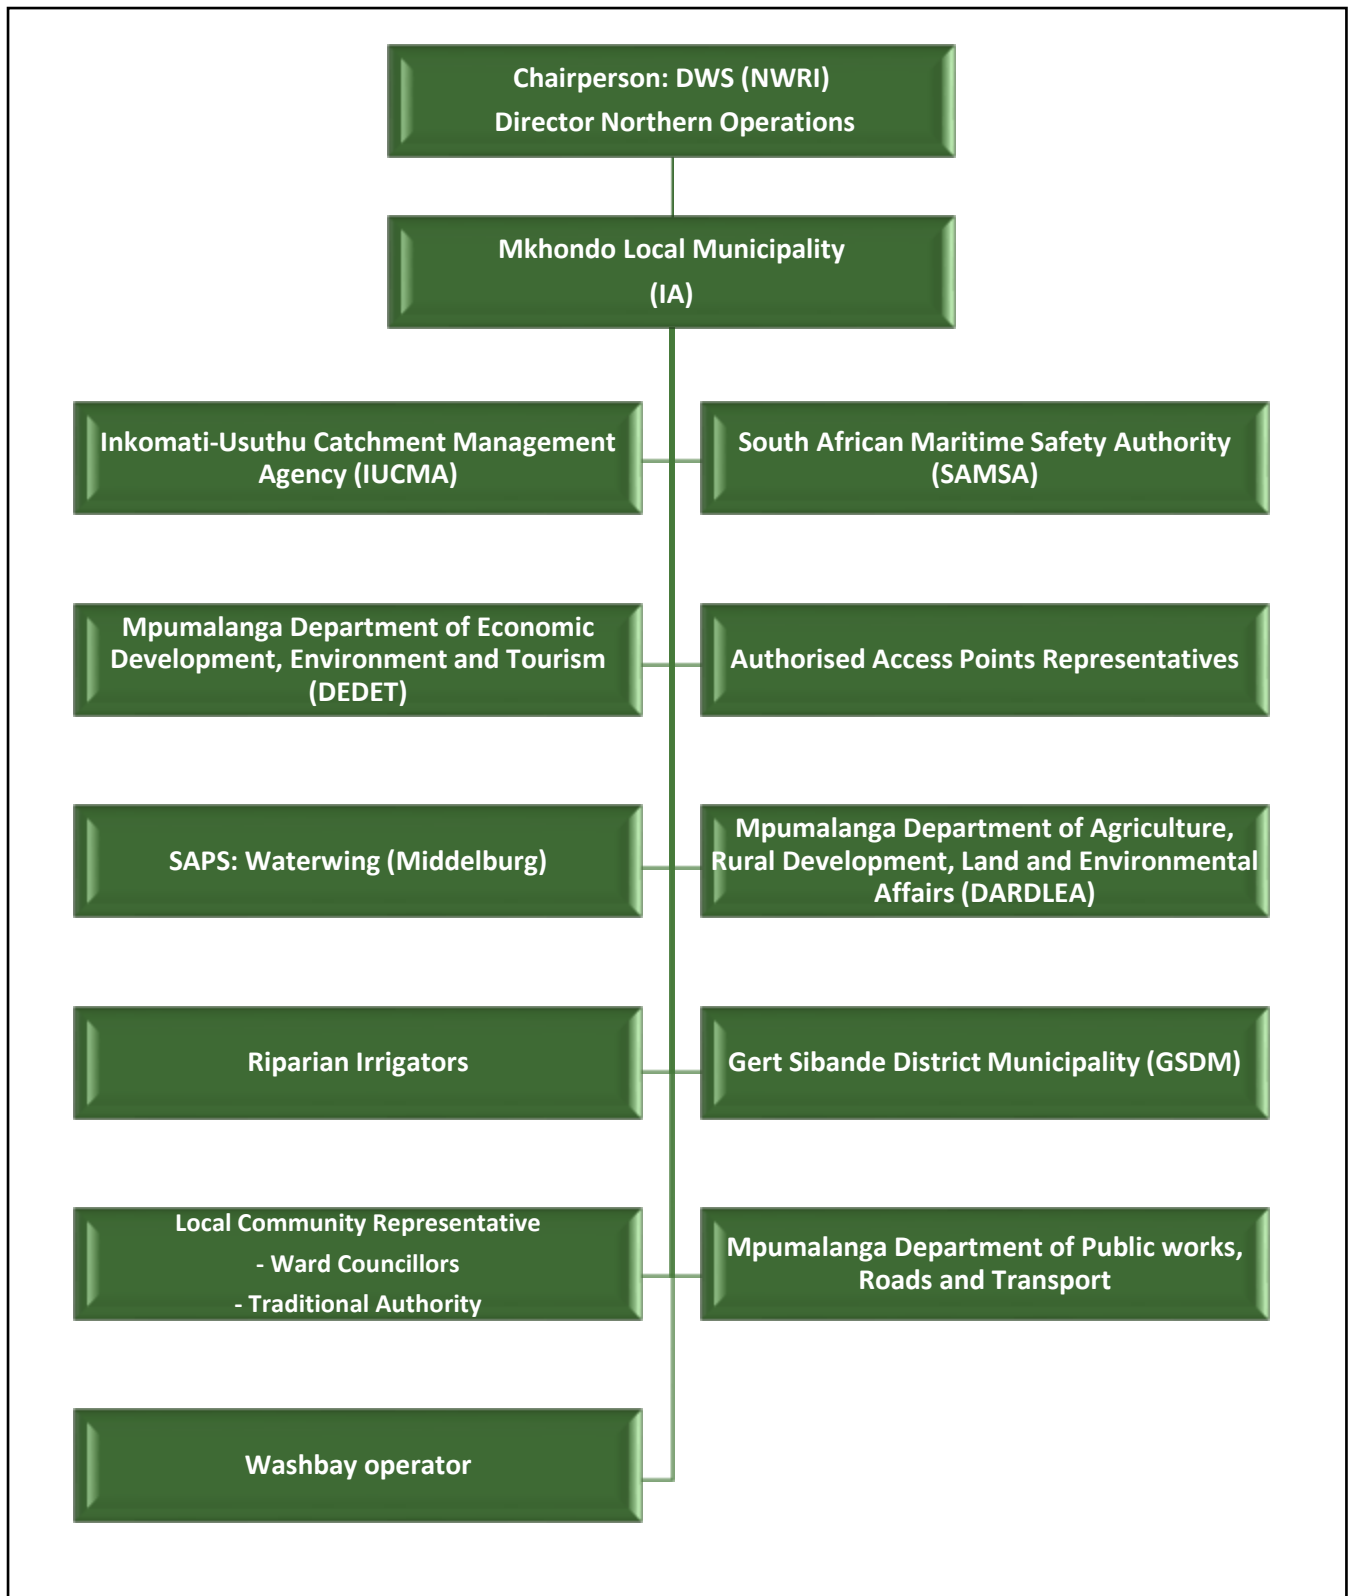 Chairperson: DWS (NWRI)
Director Northern Operations
Mkhondo Local Municipality
(IA)
Inkomati-Usuthu Catchment Management
Agency (IUCMA)
South African Maritime Safety Authority
(SAMSA)
Mpumalanga Department of Economic
Development, Environment and Tourism
(DEDET)
Authorised Access Points Representatives
SAPS: Waterwing (Middelburg)
Mpumalanga Department of Agriculture,
Rural Development, Land and Environmental
Affairs (DARDLEA)
Riparian Irrigators
Gert Sibande District Municipality (GSDM)
Local Community Representative
- Ward Councillors
- Traditional Authority
Mpumalanga Department of Public works,
Roads and Transport
Washbay operator